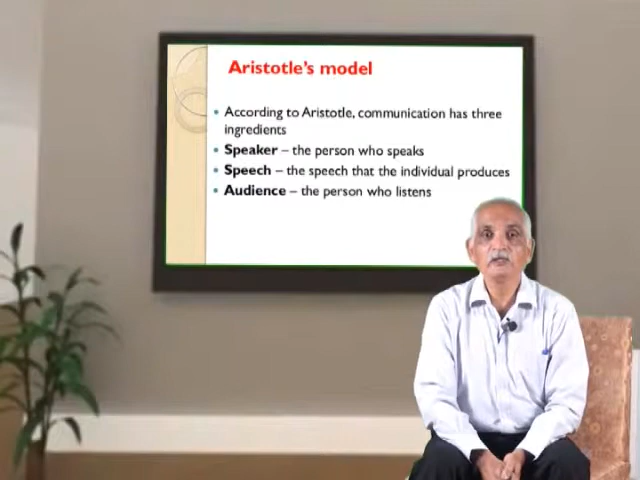 Aristotle's model
• According to Aristotle, communication has three
ingredients
• Speaker – the person who speaks
• Speech – the speech that the individual produces
• Audience – the person who listens